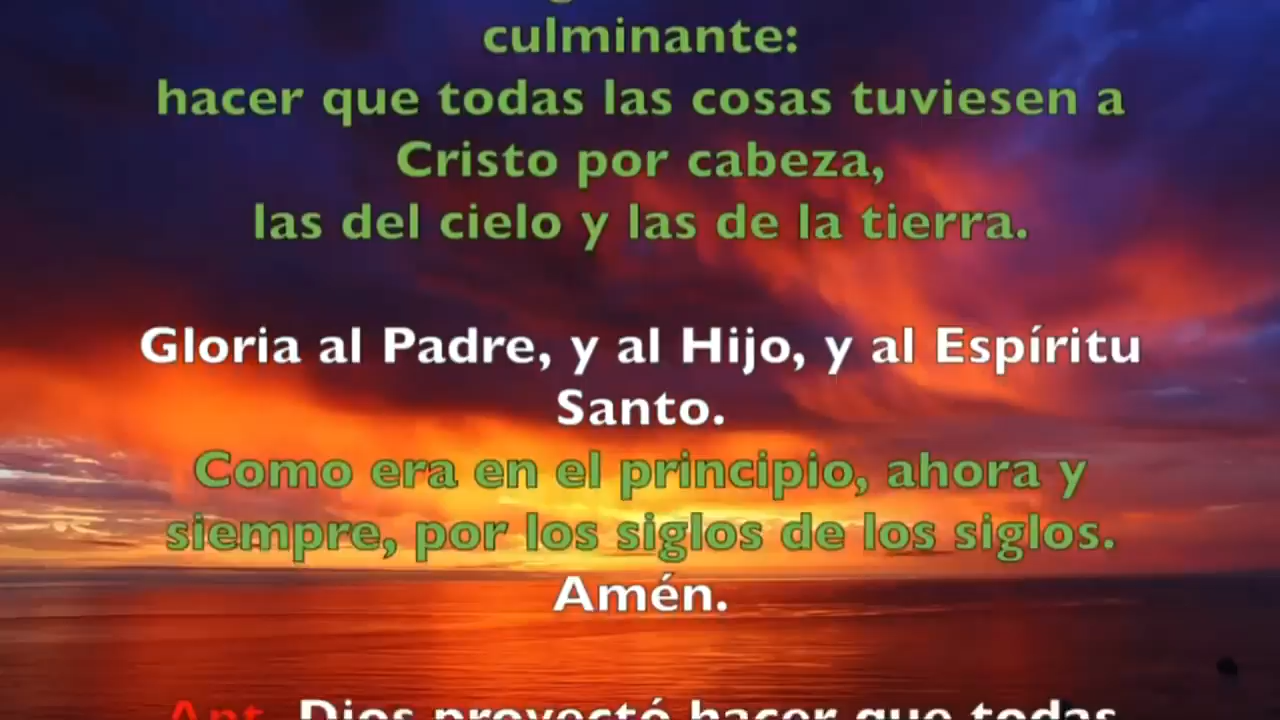 culminante:
hacer que todas las cosas tuviesen a
Cristo por cabeza,
las del cielo y las de la tierra.
Gloria al Padre, y al Hijo, y al Espíritu
Santo.
Como era en el principio, ahora y
siempre, por los siglos de los siglos.
Amén.
Ant. Dios proyectó hacer que todas